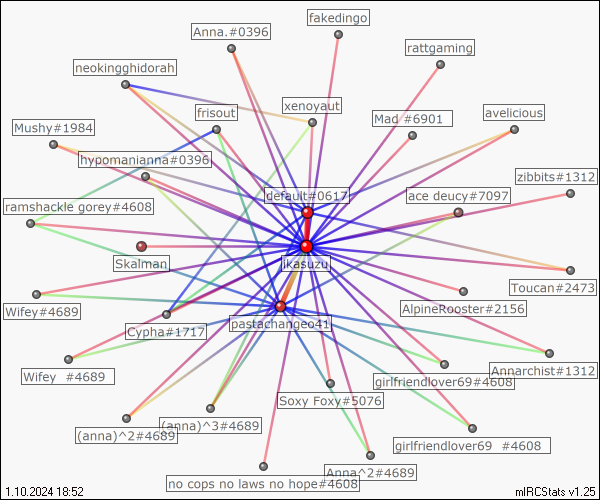 fakedingo
Anna.#0396
rattgaming
neokingghidorah
xenoyaut
frisout
Mad #6901
avelicious
Mushy#1984
hypomanianna#0396
zibbits#1312
default#0617
ace deucy#7097
ramshackle gorey#4608
Skalman
ikasuzu
Toucan#2473
Wifey#4689
AlpineRooster#2156
Cypha#1717
pastachangeo41
Annarchist#1312
Wifey  #4689
girlfriendlover69#4608
Soxy Foxy#5076
(anna)^2#4689
(anna)^3#4689
girlfriendlover69  #4608
Anna^2#4689
no cops no laws no hope#4608
1.10.2024 18:52
mIRCStats v1.25